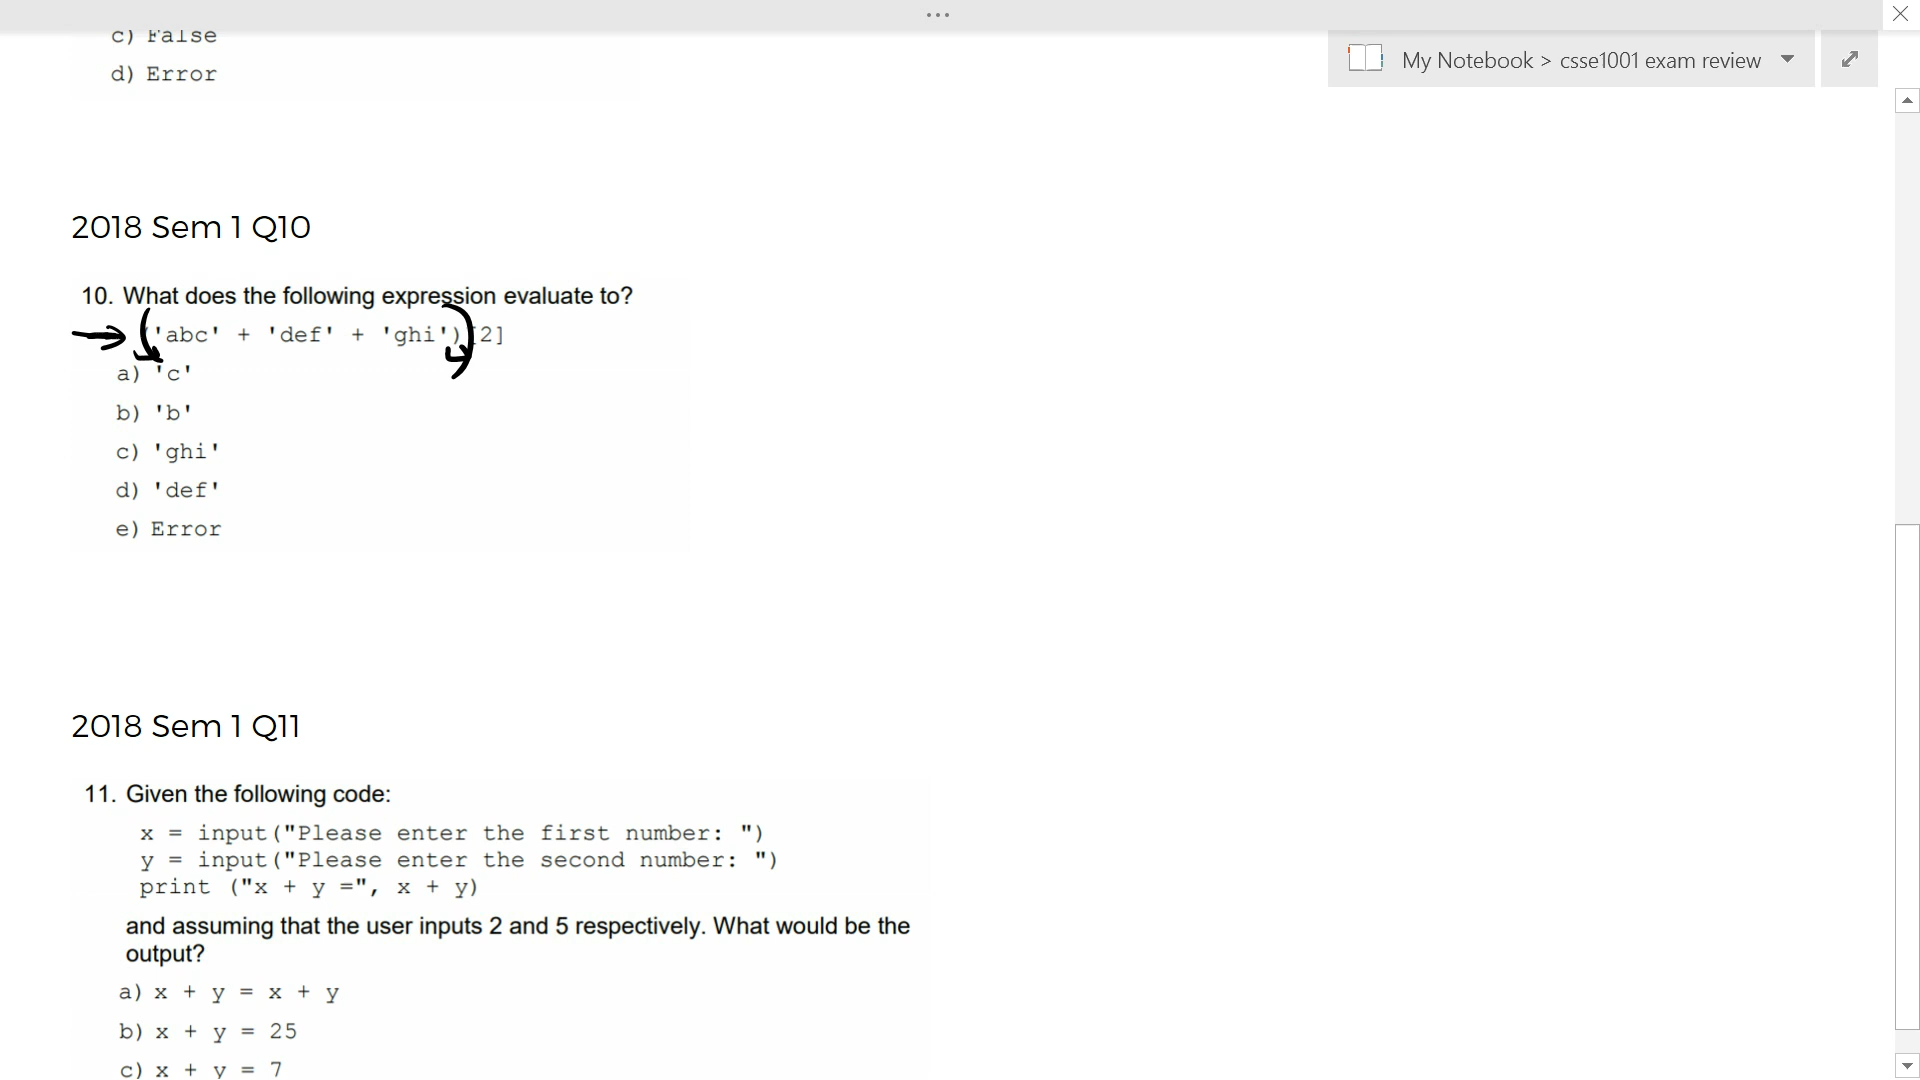 ...
c) False
d) Error
My Notebook > csse1001 exam review
2018 Sem 1 Q10
10. What does the following expression evaluate to?
('abc' + 'def' + 'ghi')[2]
a) 'c'
b) 'b'
c) 'ghi'
d) 'def'
e) Error
2018 Sem 1 Q11
11. Given the following code:
x = input("Please enter the first number: ")
y = input("Please enter the second number: ")
print ("x + y =", x + y)
and assuming that the user inputs 2 and 5 respectively. What would be the
output?
a) x + y = x + y
b) x + y = 25
c) x + y = 7